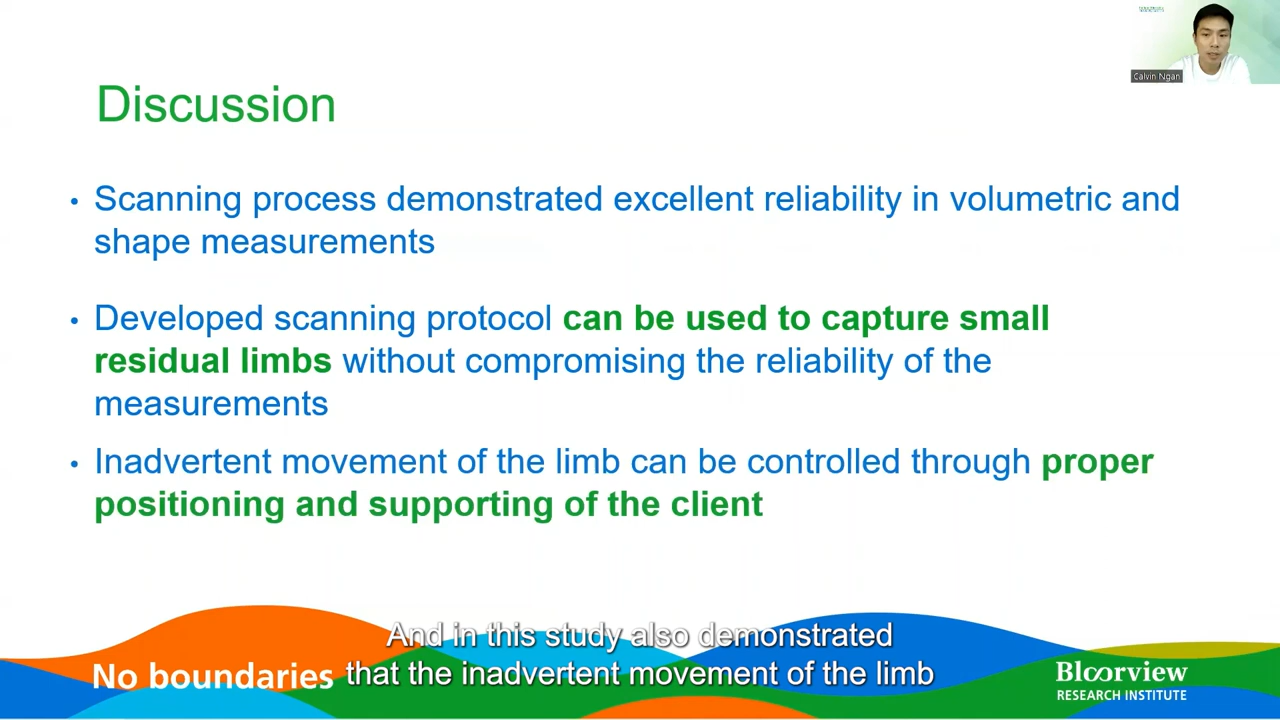 Calvin Ngan
Discussion
• Scanning process demonstrated excellent reliability in volumetric and
shape measurements
• Developed scanning protocol can be used to capture small
residual limbs without compromising the reliability of the
measurements
• Inadvertent movement of the limb can be controlled through proper
positioning and supporting of the client
And in this study also demonstrated
that the inadvertent movement of the limb
No boundaries
Bloorview
RESEARCH INSTITUTE